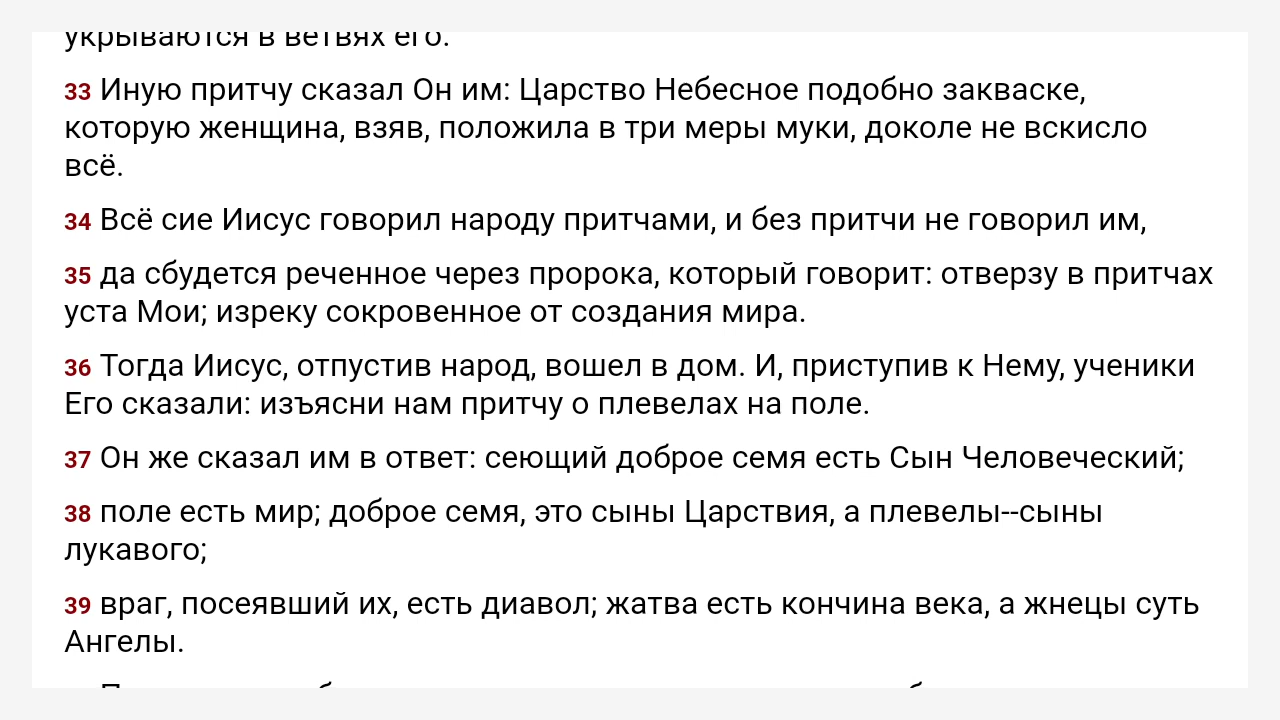 укрываются в ветвях его.
33 Иную притчу сказал Он им: Царство Небесное подобно закваске,
которую женщина, взяв, положила в три меры муки, доколе не вскисло
всё.
34 Всё сие Иисус говорил народу притчами, и без притчи не говорил им,
35 да сбудется реченное через пророка, который говорит: отверзу в притчах
уста Мои; изреку сокровенное от создания мира.
36 Тогда Иисус, отпустив народ, вошел в дом. И, приступив к Нему, ученики
Его сказали: изъясни нам притчу о плевелах на поле.
37 Он же сказал им в ответ: сеющий доброе семя есть Сын Человеческий;
38 поле есть мир; доброе семя, это сыны Царствия, а плевелы--сыны
лукавого;
39 враг, посеявший их, есть диавол; жатва есть кончина века, а жнецы суть
Ангелы.